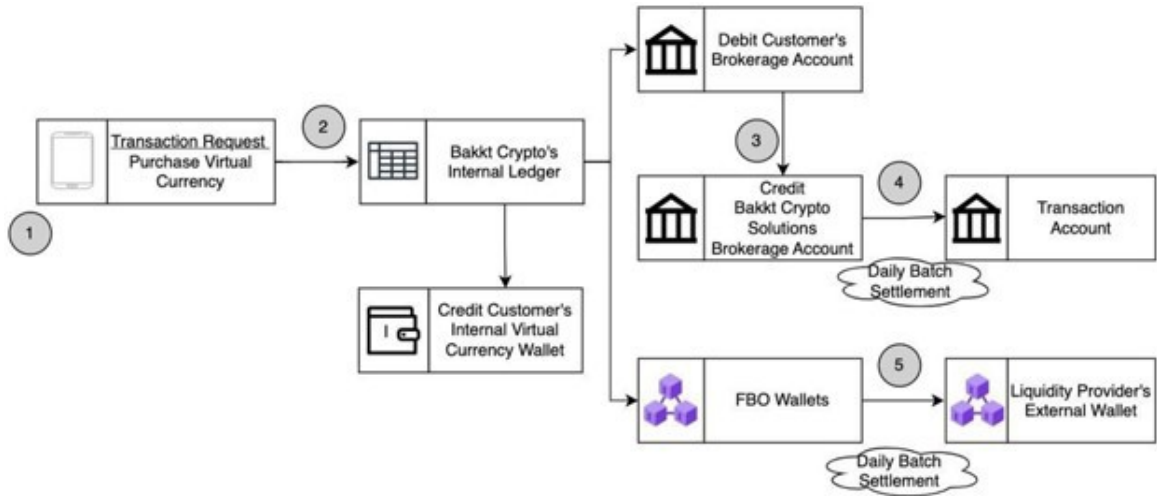 Debit Customer's
Brokerage Account
2
Transaction Request
Purchase Virtual
Currency
Bakkt Crypto's
Internal Ledger
3
1
Credit
Bakkt Crypto
Solutions
Brokerage Account
4
Transaction
Account
Daily Batch
Settlement
Credit Customer's
Internal Virtual
Currency Wallet
FBO Wallets
5
Liquidity Provider's
External Wallet
Daily Batch
Settlement